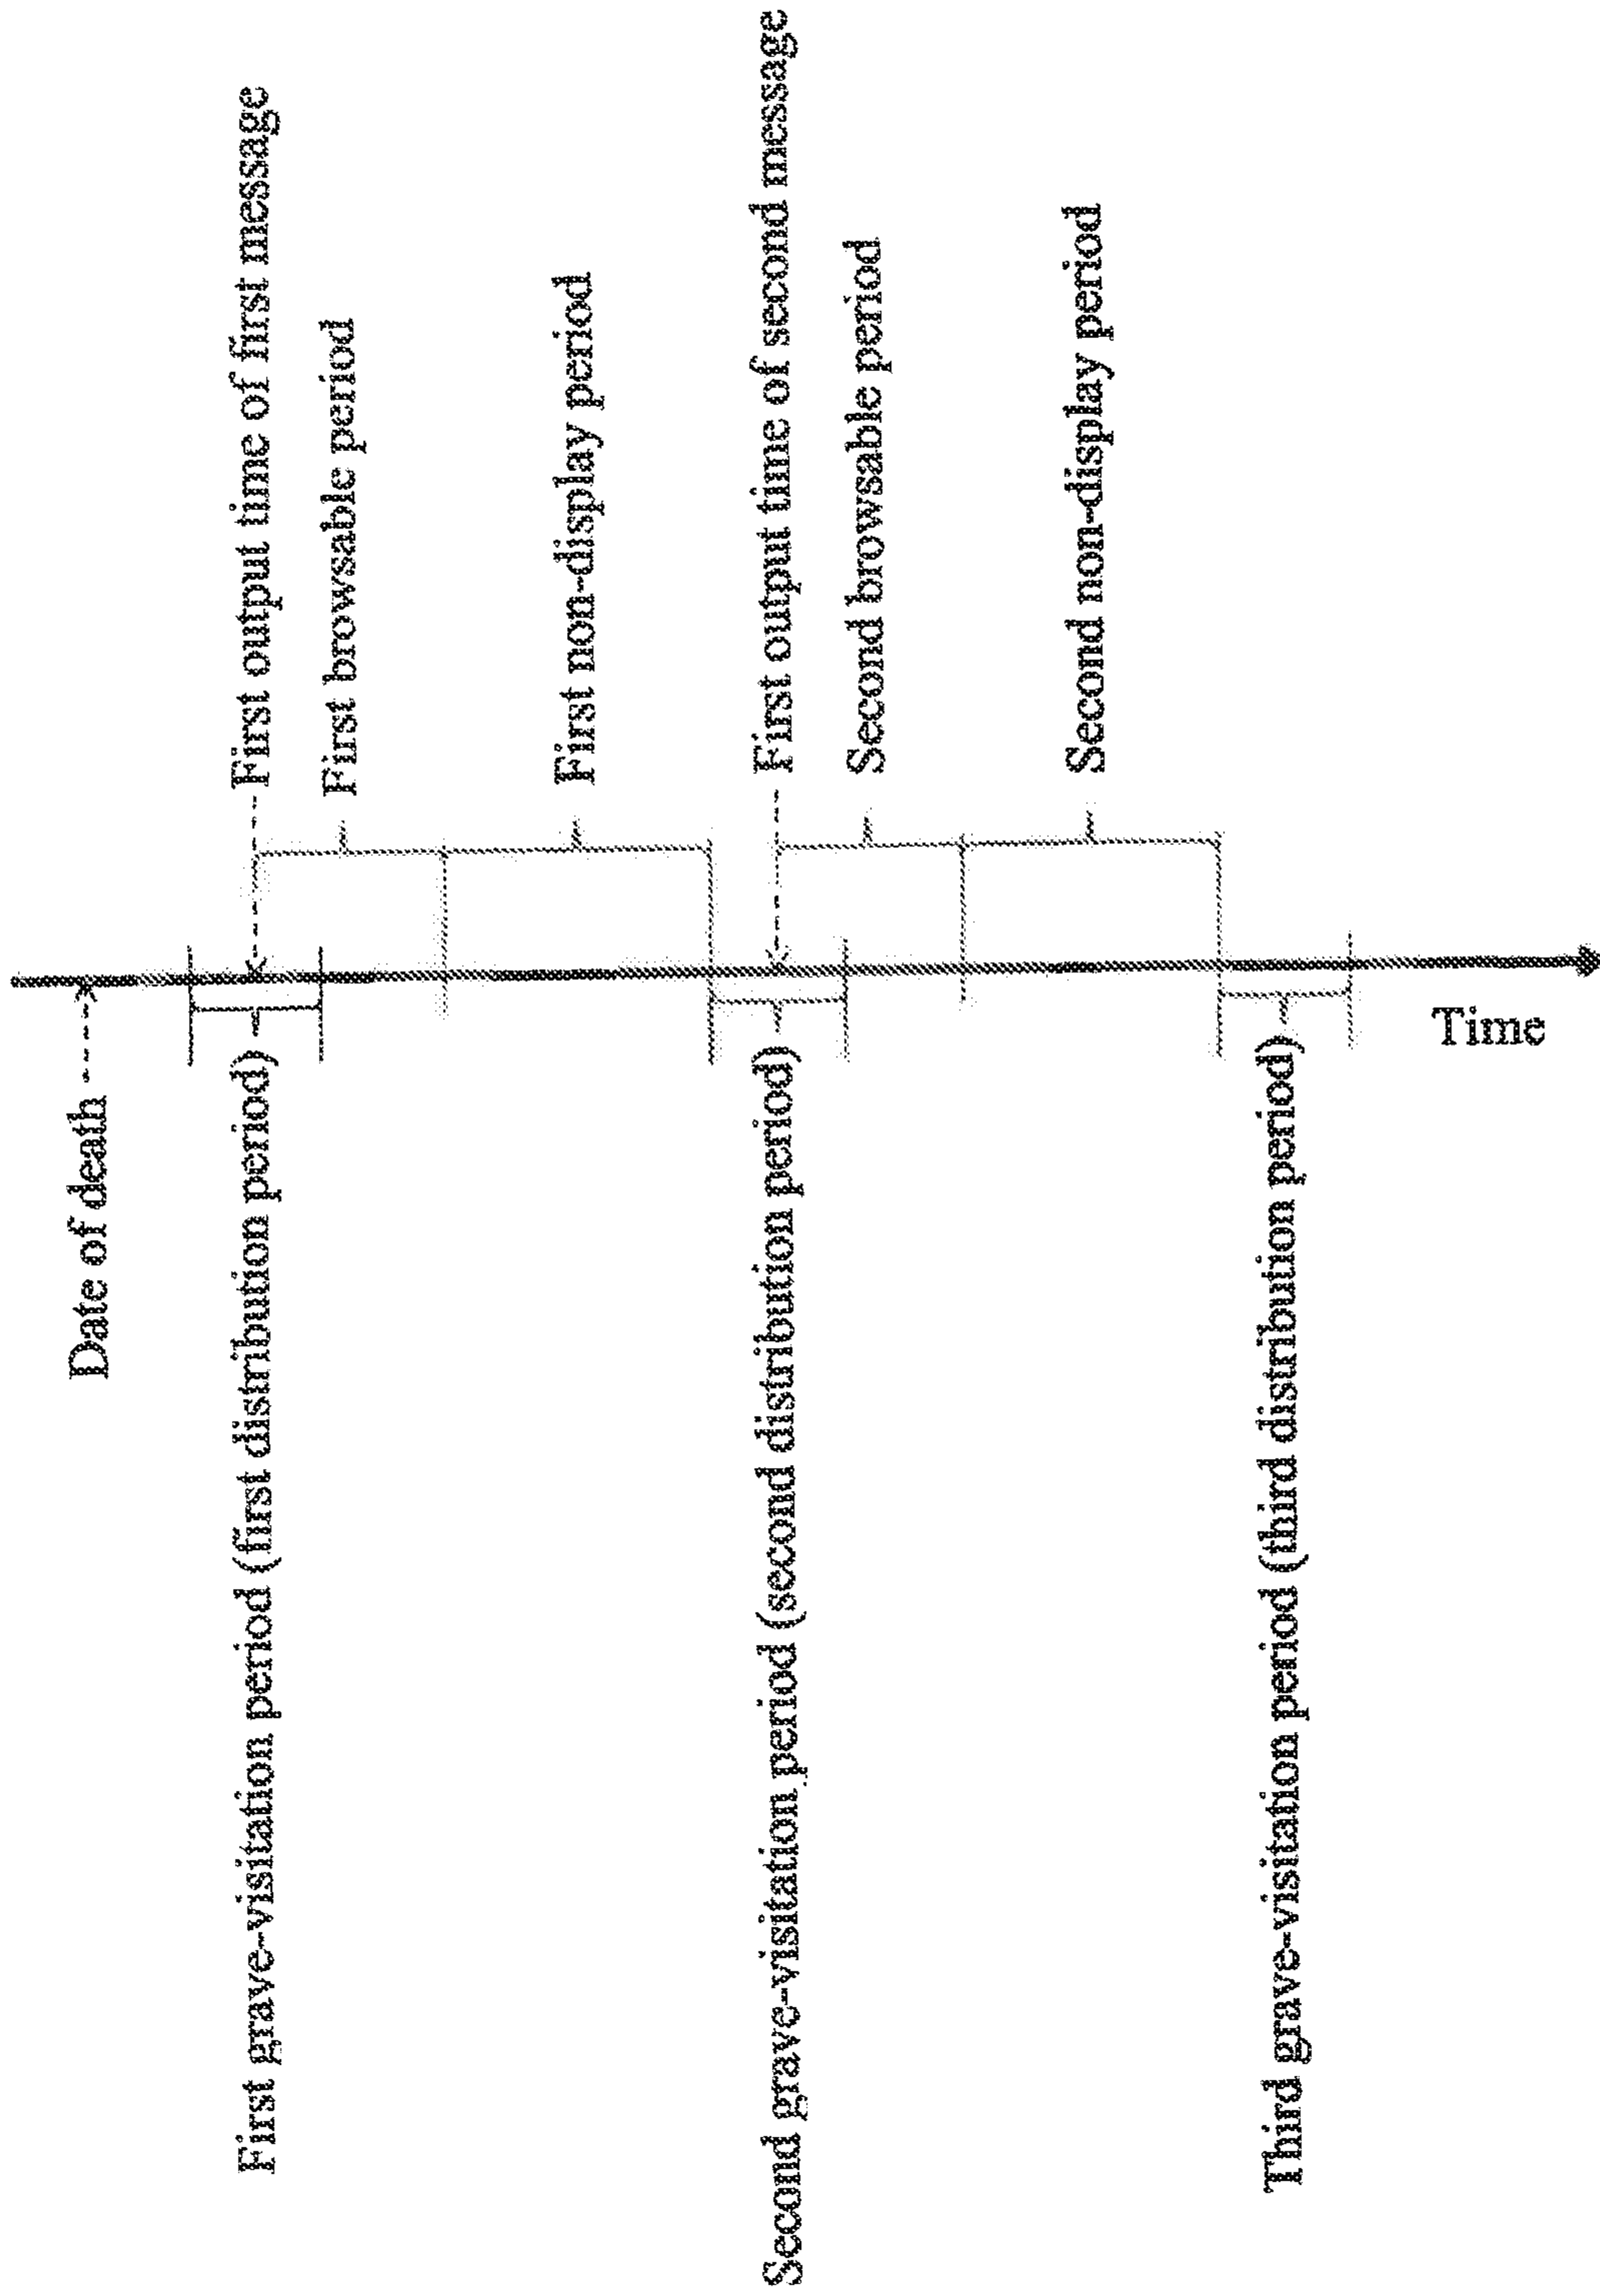 Date of death
First grave-visitation period (first distribution period)
First output time of first message
First browsable period
First non-display period
Second grave-visitation period (second distribution period)
First output time of second message
Second browsable period
Second non-display period
Third grave-visitation period (third distribution period)
Time